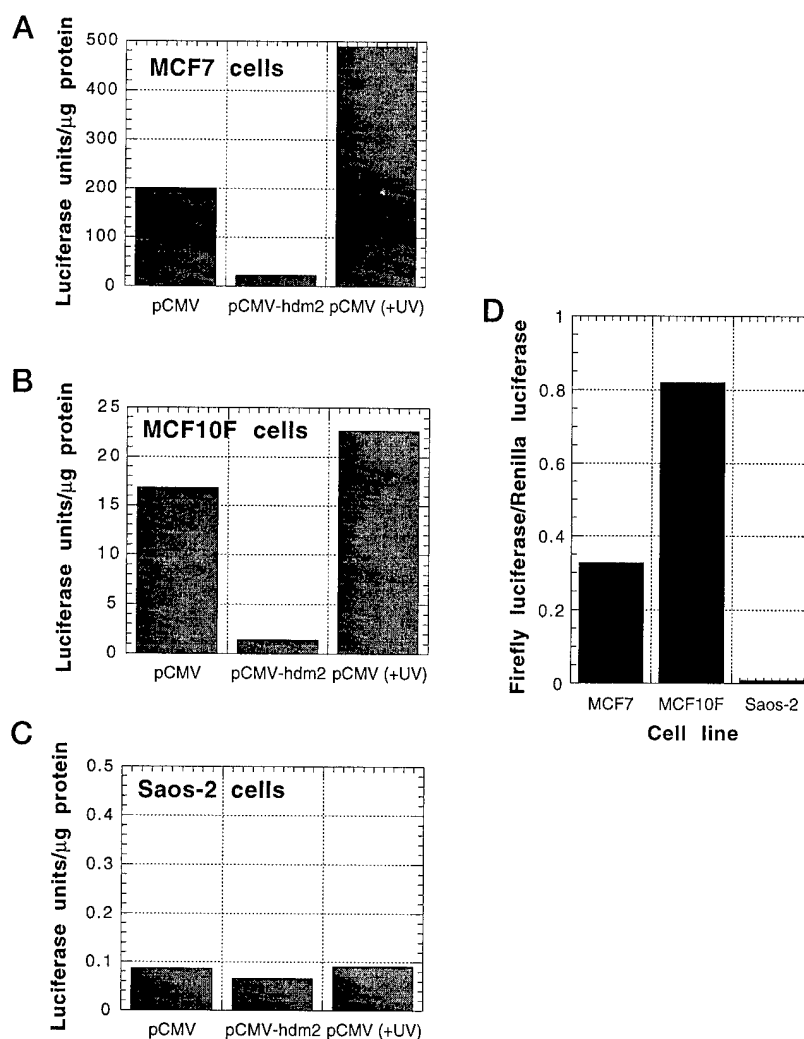 A
Luciferase units/µg protein
500
400
300
200
100
0
MCF7 cells
pCMV pCMV-hdm2 pCMV (+UV)
B
Luciferase units/µg protein
25
20
15
10
5
0
MCF10F cells
pCMV pCMV-hdm2 pCMV (+UV)
C
Luciferase units/µg protein
0.5
0.4
0.3
0.2
0.1
0
Saos-2 cells
pCMV pCMV-hdm2 pCMV (+UV)
D
Firefly luciferase/Renilla luciferase
1
0.8
0.6
0.4
0.2
0
MCF7 MCF10F Saos-2
Cell line